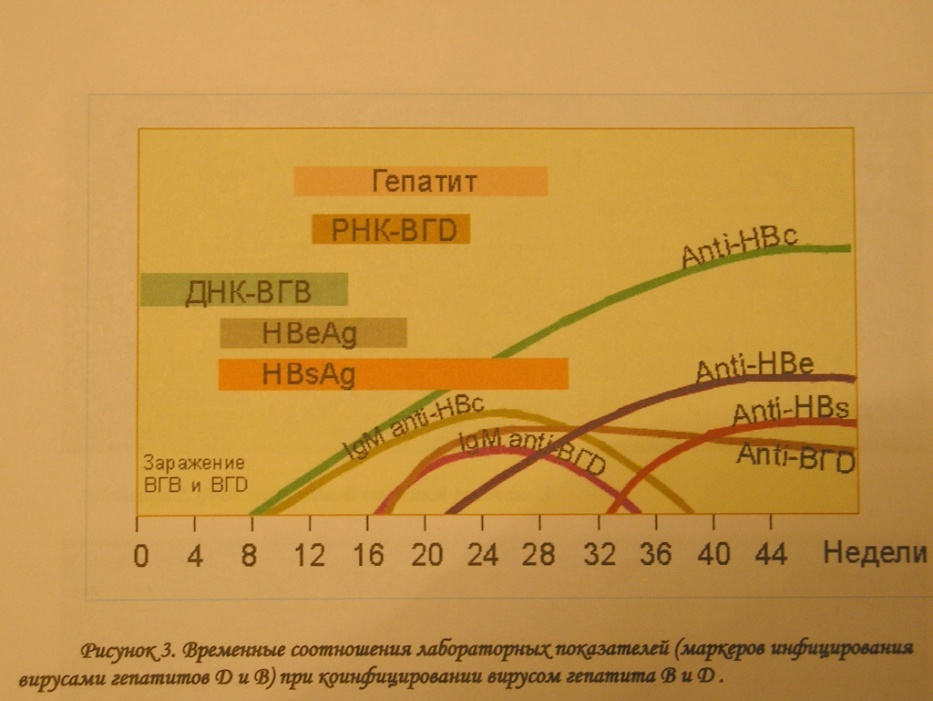 Гепатит
РНК-ВГD
Anti-HBc
ДНК-ВГВ
HBeAg
Anti-HBe
HBsAg
IgM anti-HBc
Anti-HBs
IgM anti-ВГD
Anti-ВГD
Заражение
ВГВ и ВГD
0 4 8 12 16 20 24 28 32 36 40 44 Недели
Рисунок 3. Временные соотношения лабораторных показателей (маркеров инфицирования
вирусами гепатитов D и B) при коинфицировании вирусом гепатита B и D .